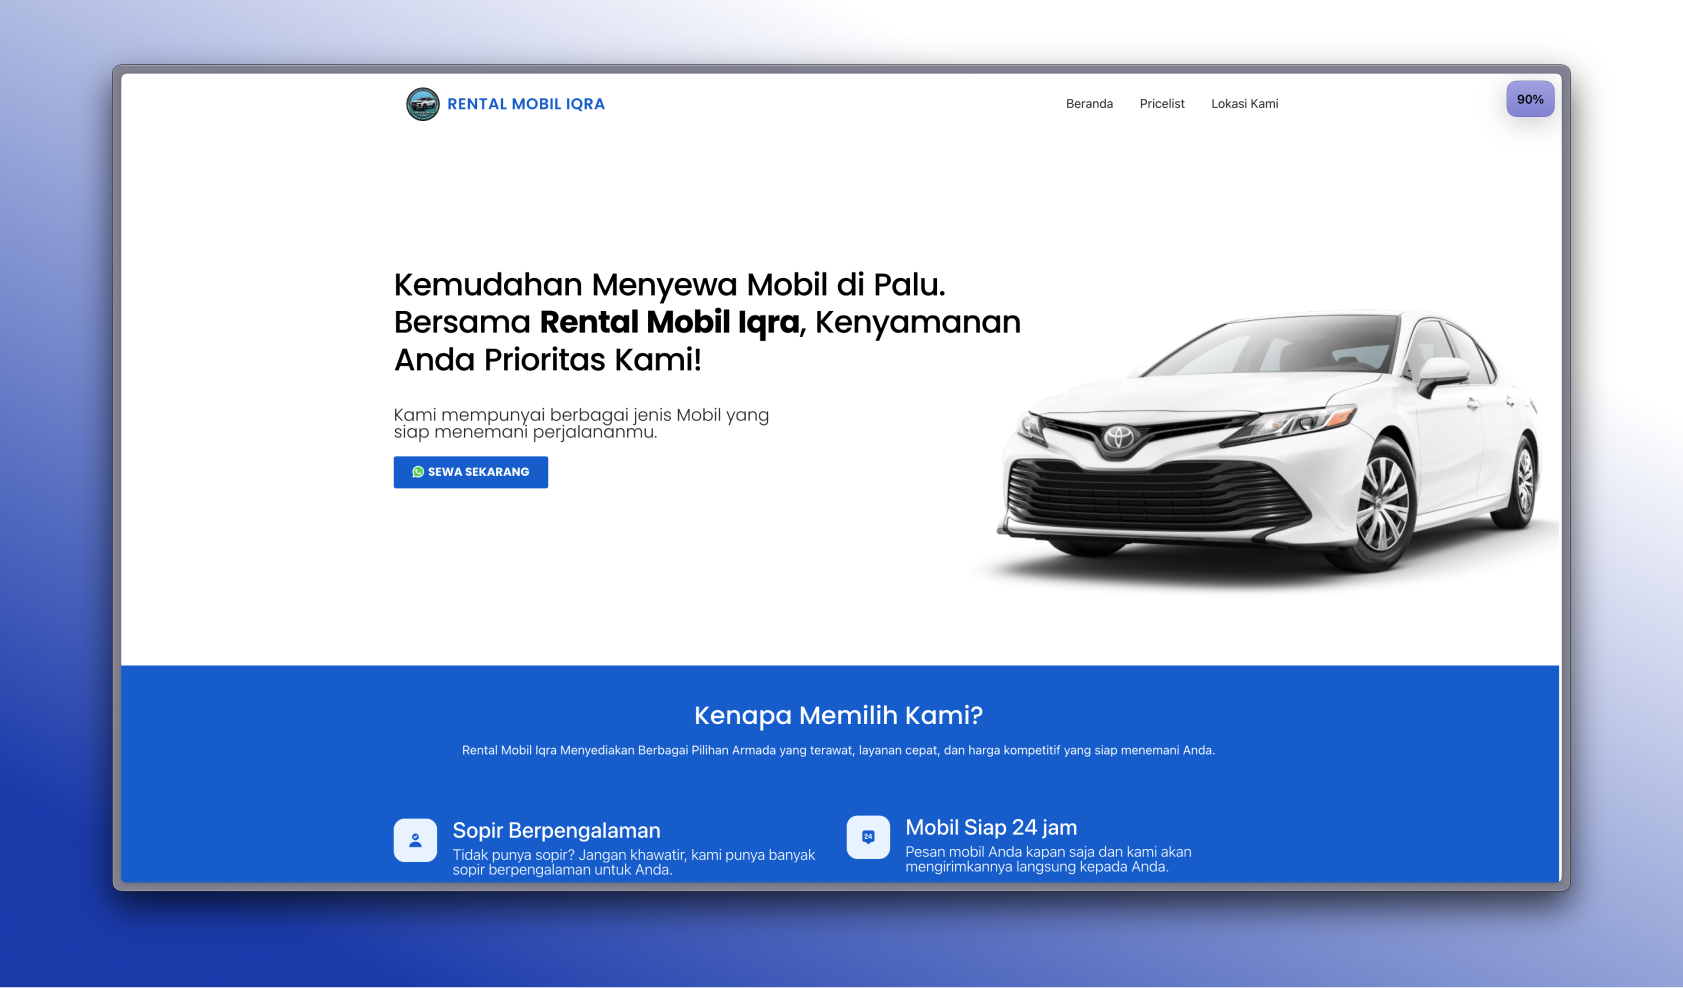 RENTAL MOBIL IQRA
Beranda
Pricelist
Lokasi Kami
90%
Kemudahan Menyewa Mobil di Palu.
Bersama Rental Mobil Iqra, Kenyamanan
Anda Prioritas Kami!
Kami mempunyai berbagai jenis Mobil yang
siap menemani perjalananmu.
SEWA SEKARANG
Kenapa Memilih Kami?
Rental Mobil Iqra Menyediakan Berbagai Pilihan Armada yang terawat, layanan cepat, dan harga kompetitif yang siap menemani Anda.
Sopir Berpengalaman
Tidak punya sopir? Jangan khawatir, kami punya banyak
sopir berpengalaman untuk Anda.
24
Mobil Siap 24 jam
Pesan mobil Anda kapan saja dan kami akan
mengirimkannya langsung kepada Anda.